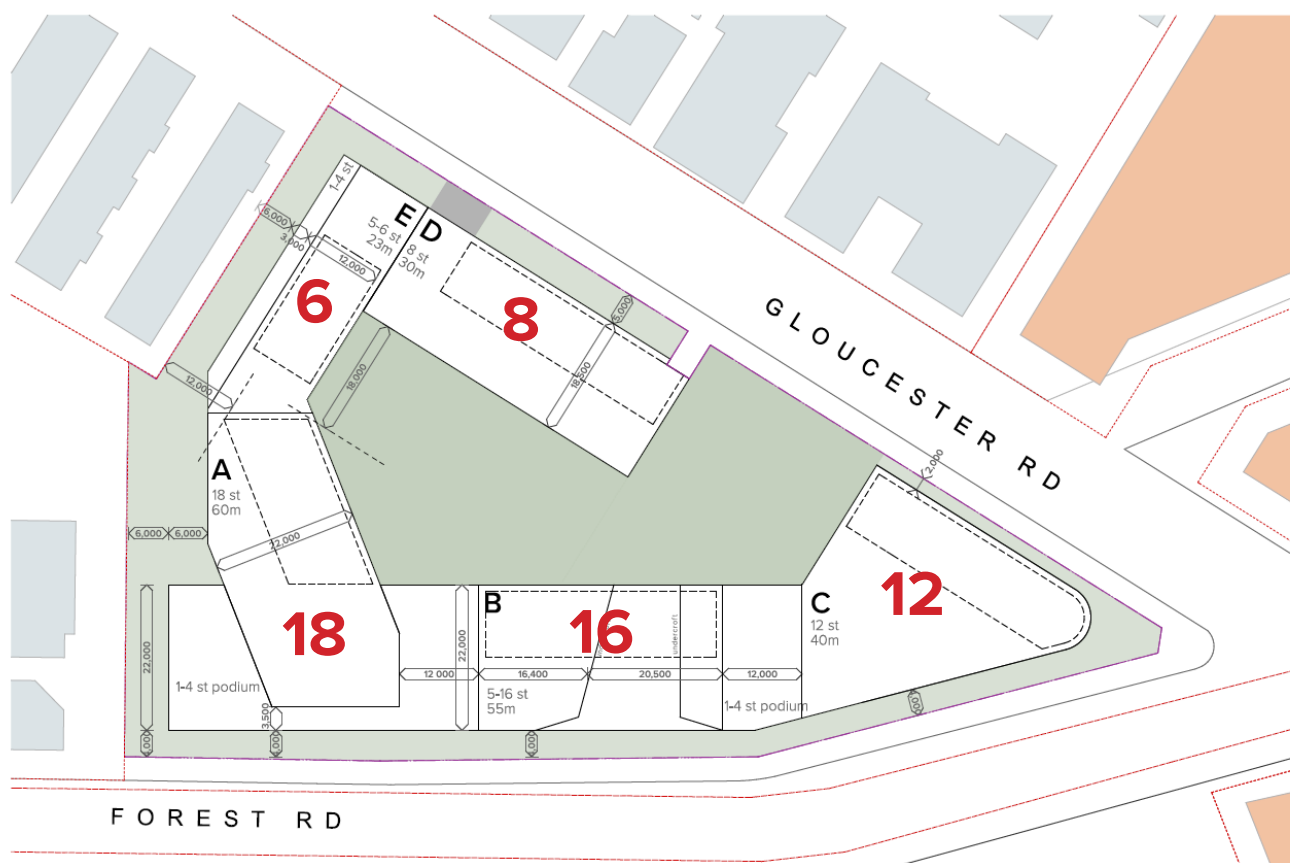 1-4 st
E
5-6 st
23m
D
8 st
30m
6,000
3,000
12,000
6
8
5,000
18,500
18,000
12,000
GLOUCESTER RD
2,000
A
18 st
60m
6,000
6,000
22,000
22,000
18
1-4 st podium
3,500
22,000
12 000
B
16
undercroft
16,400
20,500
12,000
5-16 st
55m
1-4 st podium
C
12 st
40m
12
FOREST RD